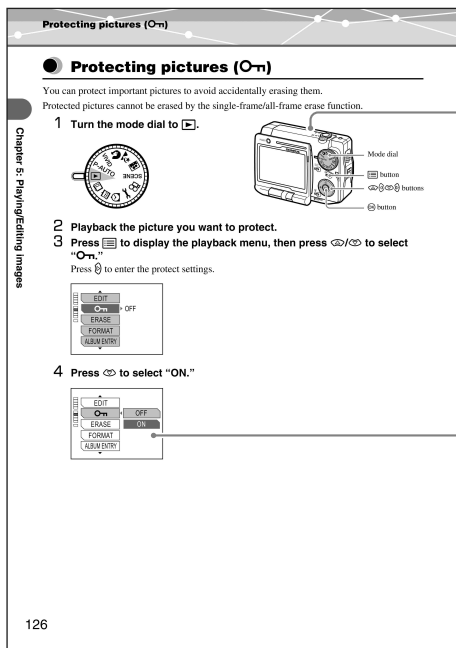 Protecting pictures (O┓)
Protecting pictures (O┓)
You can protect important pictures to avoid accidentally erasing them.
Protected pictures cannot be erased by the single-frame/all-frame erase function.
1 Turn the mode dial to ▶.
P-AUTO
VIVID
SCENE
Mode dial
button
buttons
OK button
2 Playback the picture you want to protect.
3 Press to display the playback menu, then press / to select
“O┓.”
Press to enter the protect settings.
EDIT
O┓ OFF
ERASE
FORMAT
ALBUM ENTRY
4 Press to select “ON.”
EDIT
O┓ OFF
ERASE ON
FORMAT
ALBUM ENTRY
Chapter 5: Playing/Editing images
126